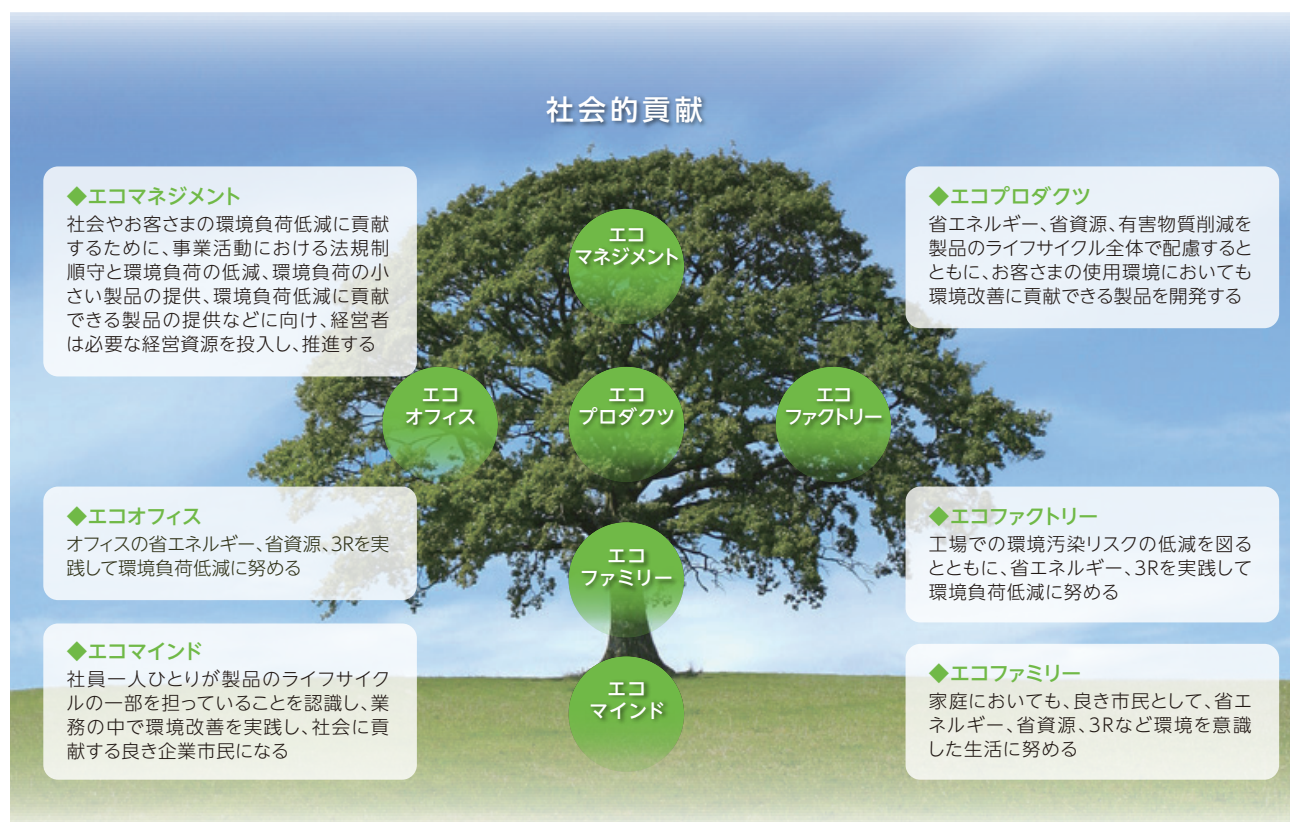 社会的貢献
◆エコマネジメント
社会やお客さまの環境負荷低減に貢献
するために、事業活動における法規制
順守と環境負荷の低減、環境負荷の小
さい製品の提供、環境負荷低減に貢献
できる製品の提供などに向け、経営者
は必要な経営資源を投入し、推進する
◆エコプロダクツ
省エネルギー、省資源、有害物質削減を
製品のライフサイクル全体で配慮すると
ともに、お客さまの使用環境においても
環境改善に貢献できる製品を開発する
エコ
マネジメント
エコ
オフィス
エコ
プロダクツ
エコ
ファクトリー
◆エコオフィス
オフィスの省エネルギー、省資源、3Rを実
践して環境負荷低減に努める
エコ
ファミリー
◆エコファクトリー
工場での環境汚染リスクの低減を図る
とともに、省エネルギー、3Rを実践して
環境負荷低減に努める
◆エコマインド
社員一人ひとりが製品のライフサイク
ルの一部を担っていることを認識し、業
務の中で環境改善を実践し、社会に貢
献する良き企業市民になる
エコ
マインド
◆エコファミリー
家庭においても、良き市民として、省エ
ネルギー、省資源、3Rなど環境を意識
した生活に努める